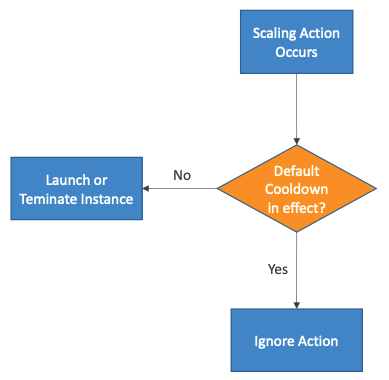 Scaling Action
Occurs
Default
Cooldown
in effect?
No
Launch or
Teminate Instance
Yes
Ignore Action